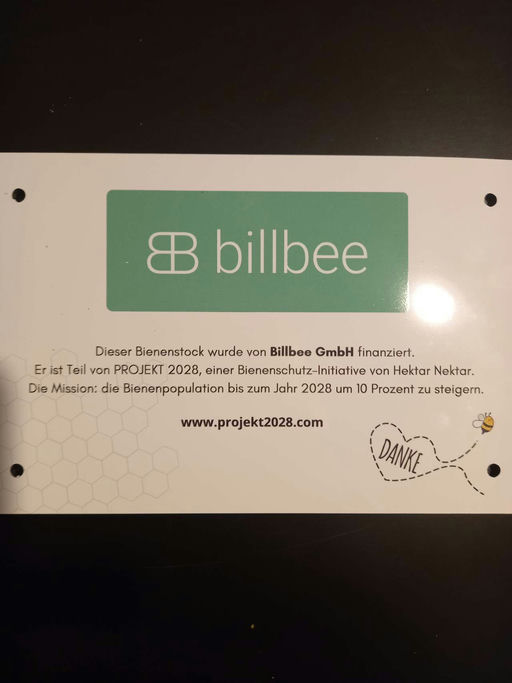 BB billbee
Dieser Bienenstock wurde von Billbee GmbH finanziert.
Er ist Teil von PROJEKT 2028, einer Bienenschutz-Initiative von Hektar Nektar.
Die Mission: die Bienenpopulation bis zum Jahr 2028 um 10 Prozent zu steigern.
www.projekt2028.com
DANKE